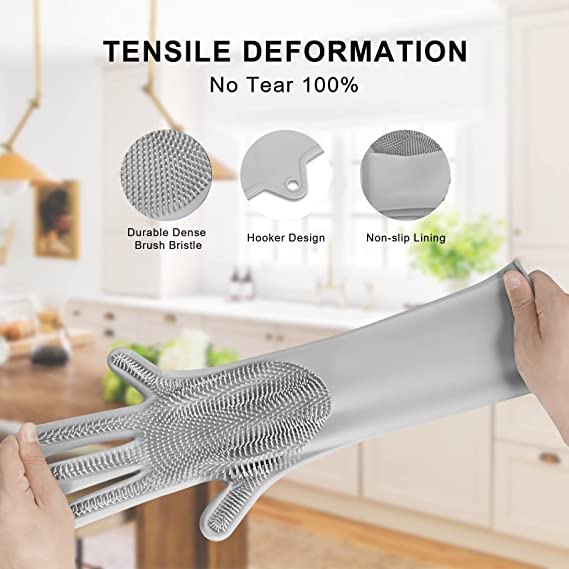 TENSILE DEFORMATION
No Tear 100%
Durable Dense
Brush Bristle
Hooker Design
Non-slip Lining